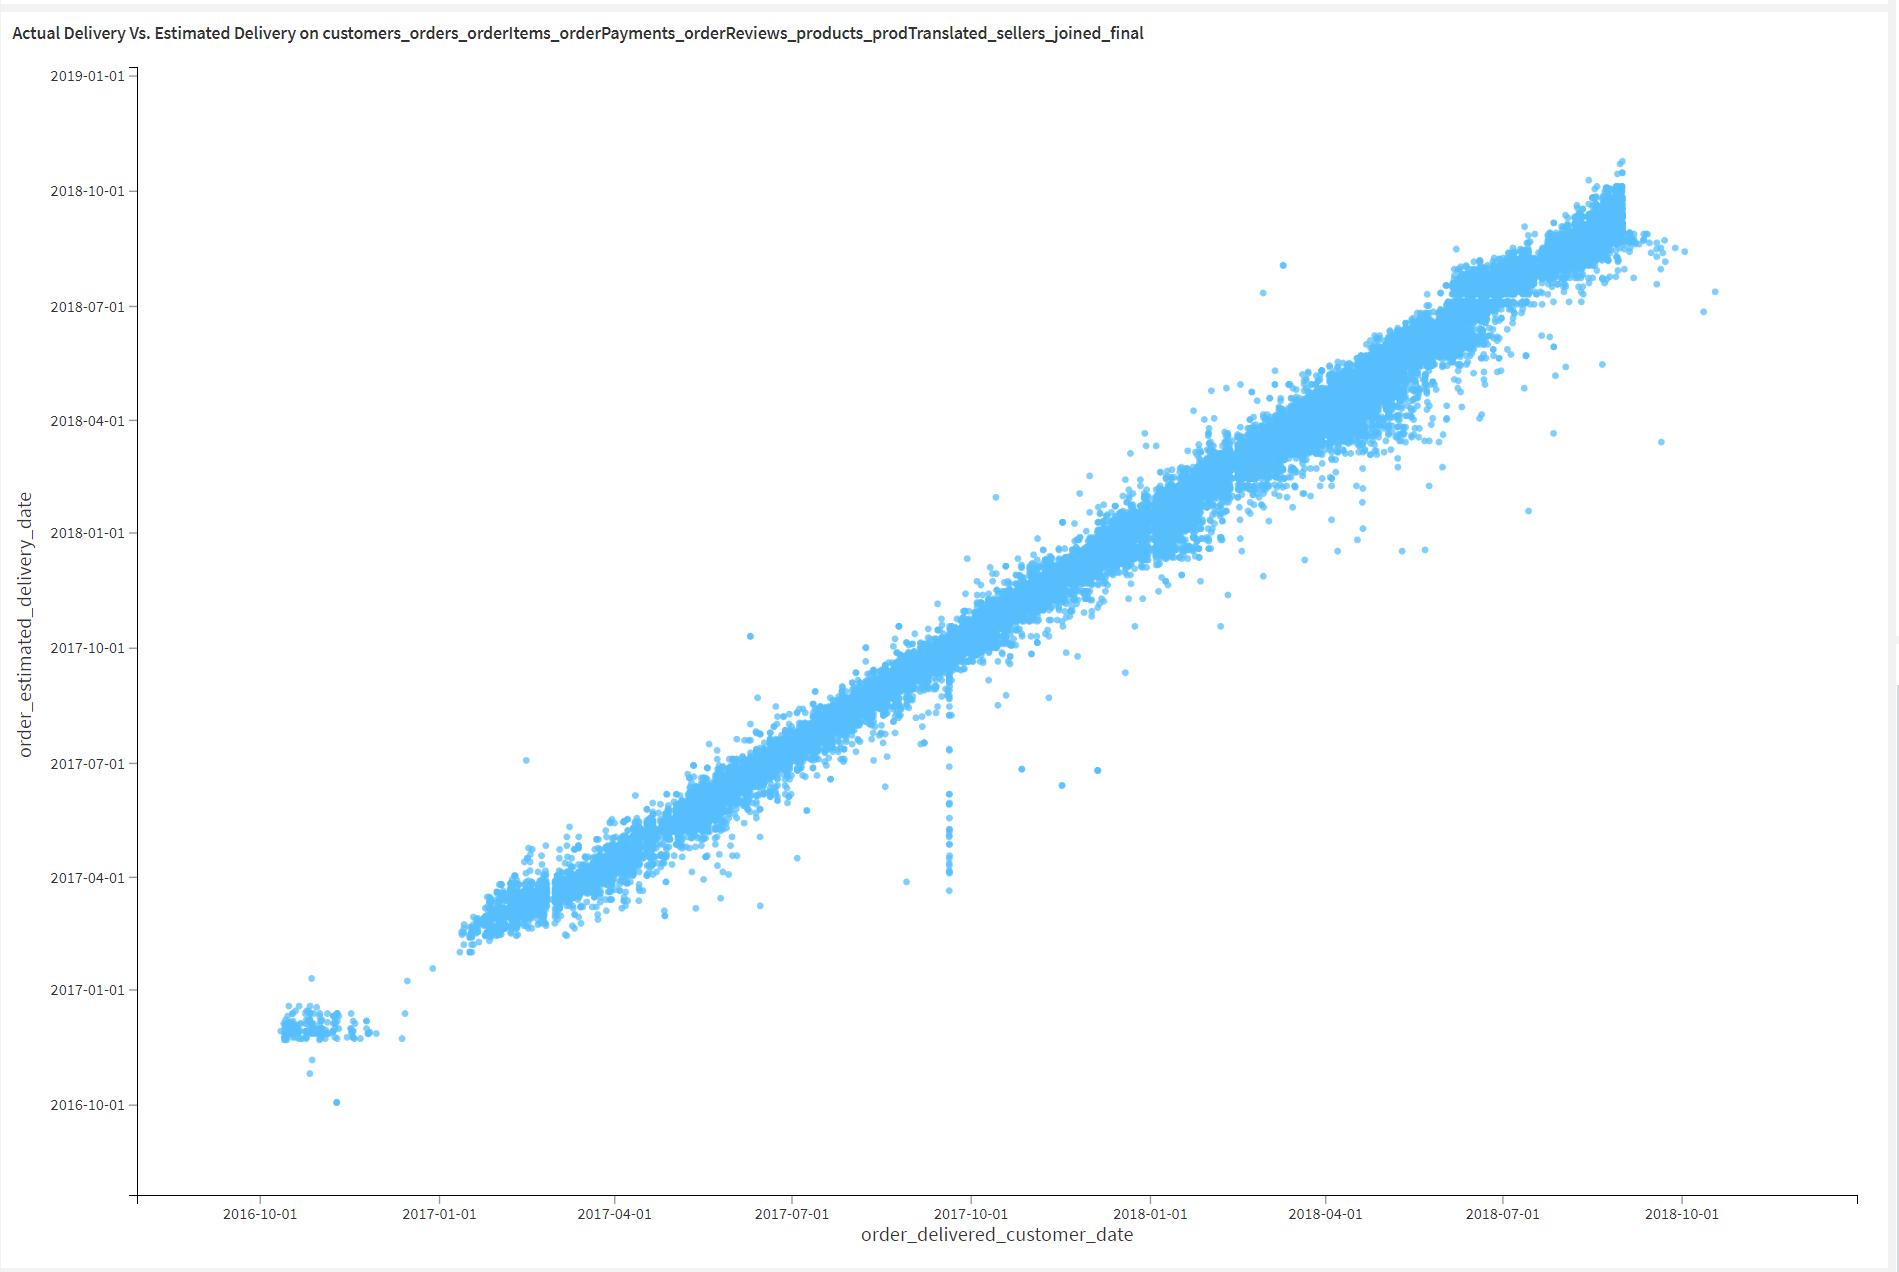 Actual Delivery Vs. Estimated Delivery on customers_orders_orderItems_orderPayments_orderReviews_products_prodTranslated_sellers_joined_final
2019-01-01
2018-10-01
2018-07-01
2018-04-01
2018-01-01
2017-10-01
2017-07-01
2017-04-01
2017-01-01
2016-10-01
order_estimated_delivery_date
2016-10-01 2017-01-01 2017-04-01 2017-07-01 2017-10-01 2018-01-01 2018-04-01 2018-07-01 2018-10-01
order_delivered_customer_date